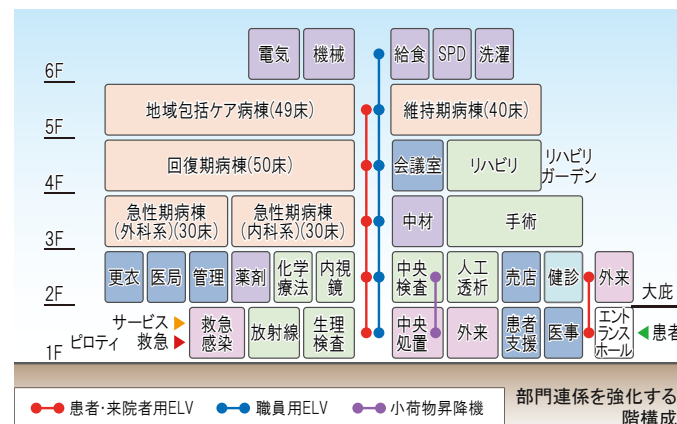 電気 機械 給食 SPD 洗濯
6F
地域包括ケア病棟(49床) 維持期病棟(40床)
5F
回復期病棟(50床) 会議室 リハビリ リハビリ
ガーデン
4F
急性期病棟
(外科系)(30床)
急性期病棟
(内科系)(30床)
中材 手術
3F
更衣 医局 管理 薬剤 化学
療法
内視
鏡
中央
検査
人工
透析
売店 健診 外来
2F
大庇
サービス
ピロティ 救急
救急
感染
放射線 生理
検査
中央
処置
外来 患者
支援
医事 エント
ランス
ホール
患者
1F
患者・来院者用ELV 職員用ELV 小荷物昇降機
部門連係を強化する
階構成